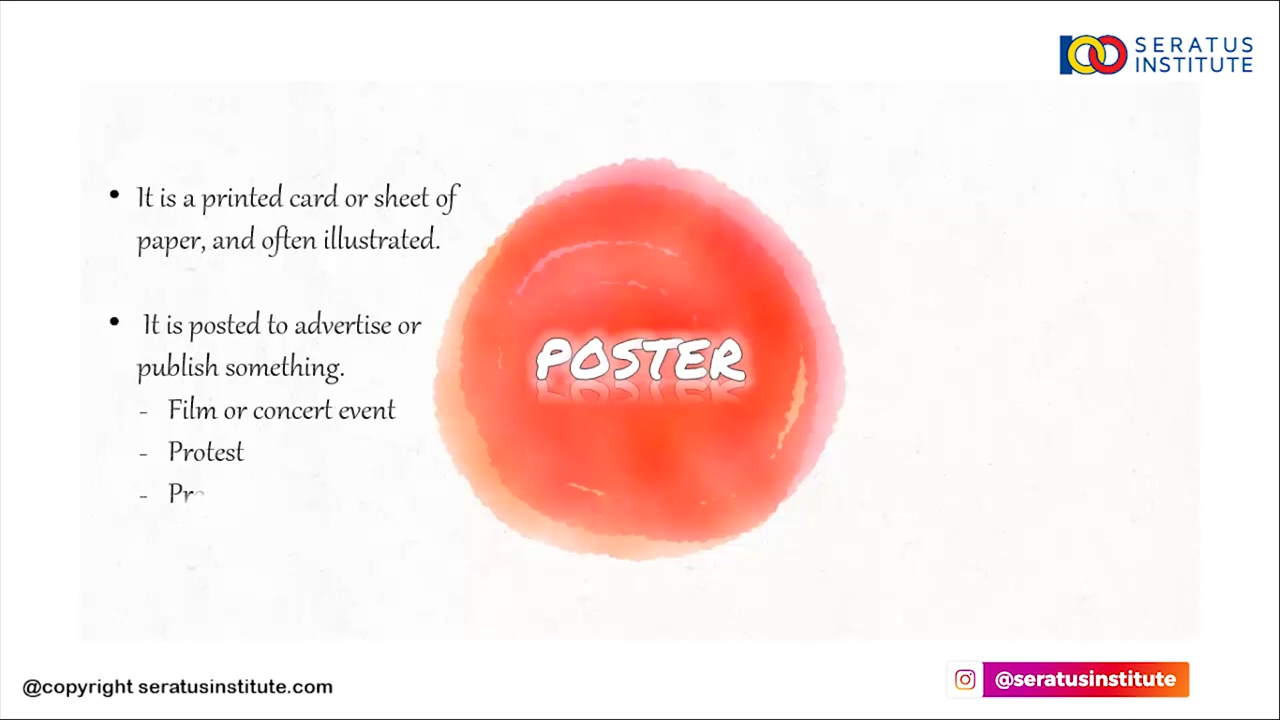 SERATUS
INSTITUTE
• It is a printed card or sheet of
paper, and often illustrated.
• It is posted to advertise or
publish something.
- Film or concert event
- Protest
- Pr
POSTER
@copyright seratusinstitute.com
@seratusinstitute